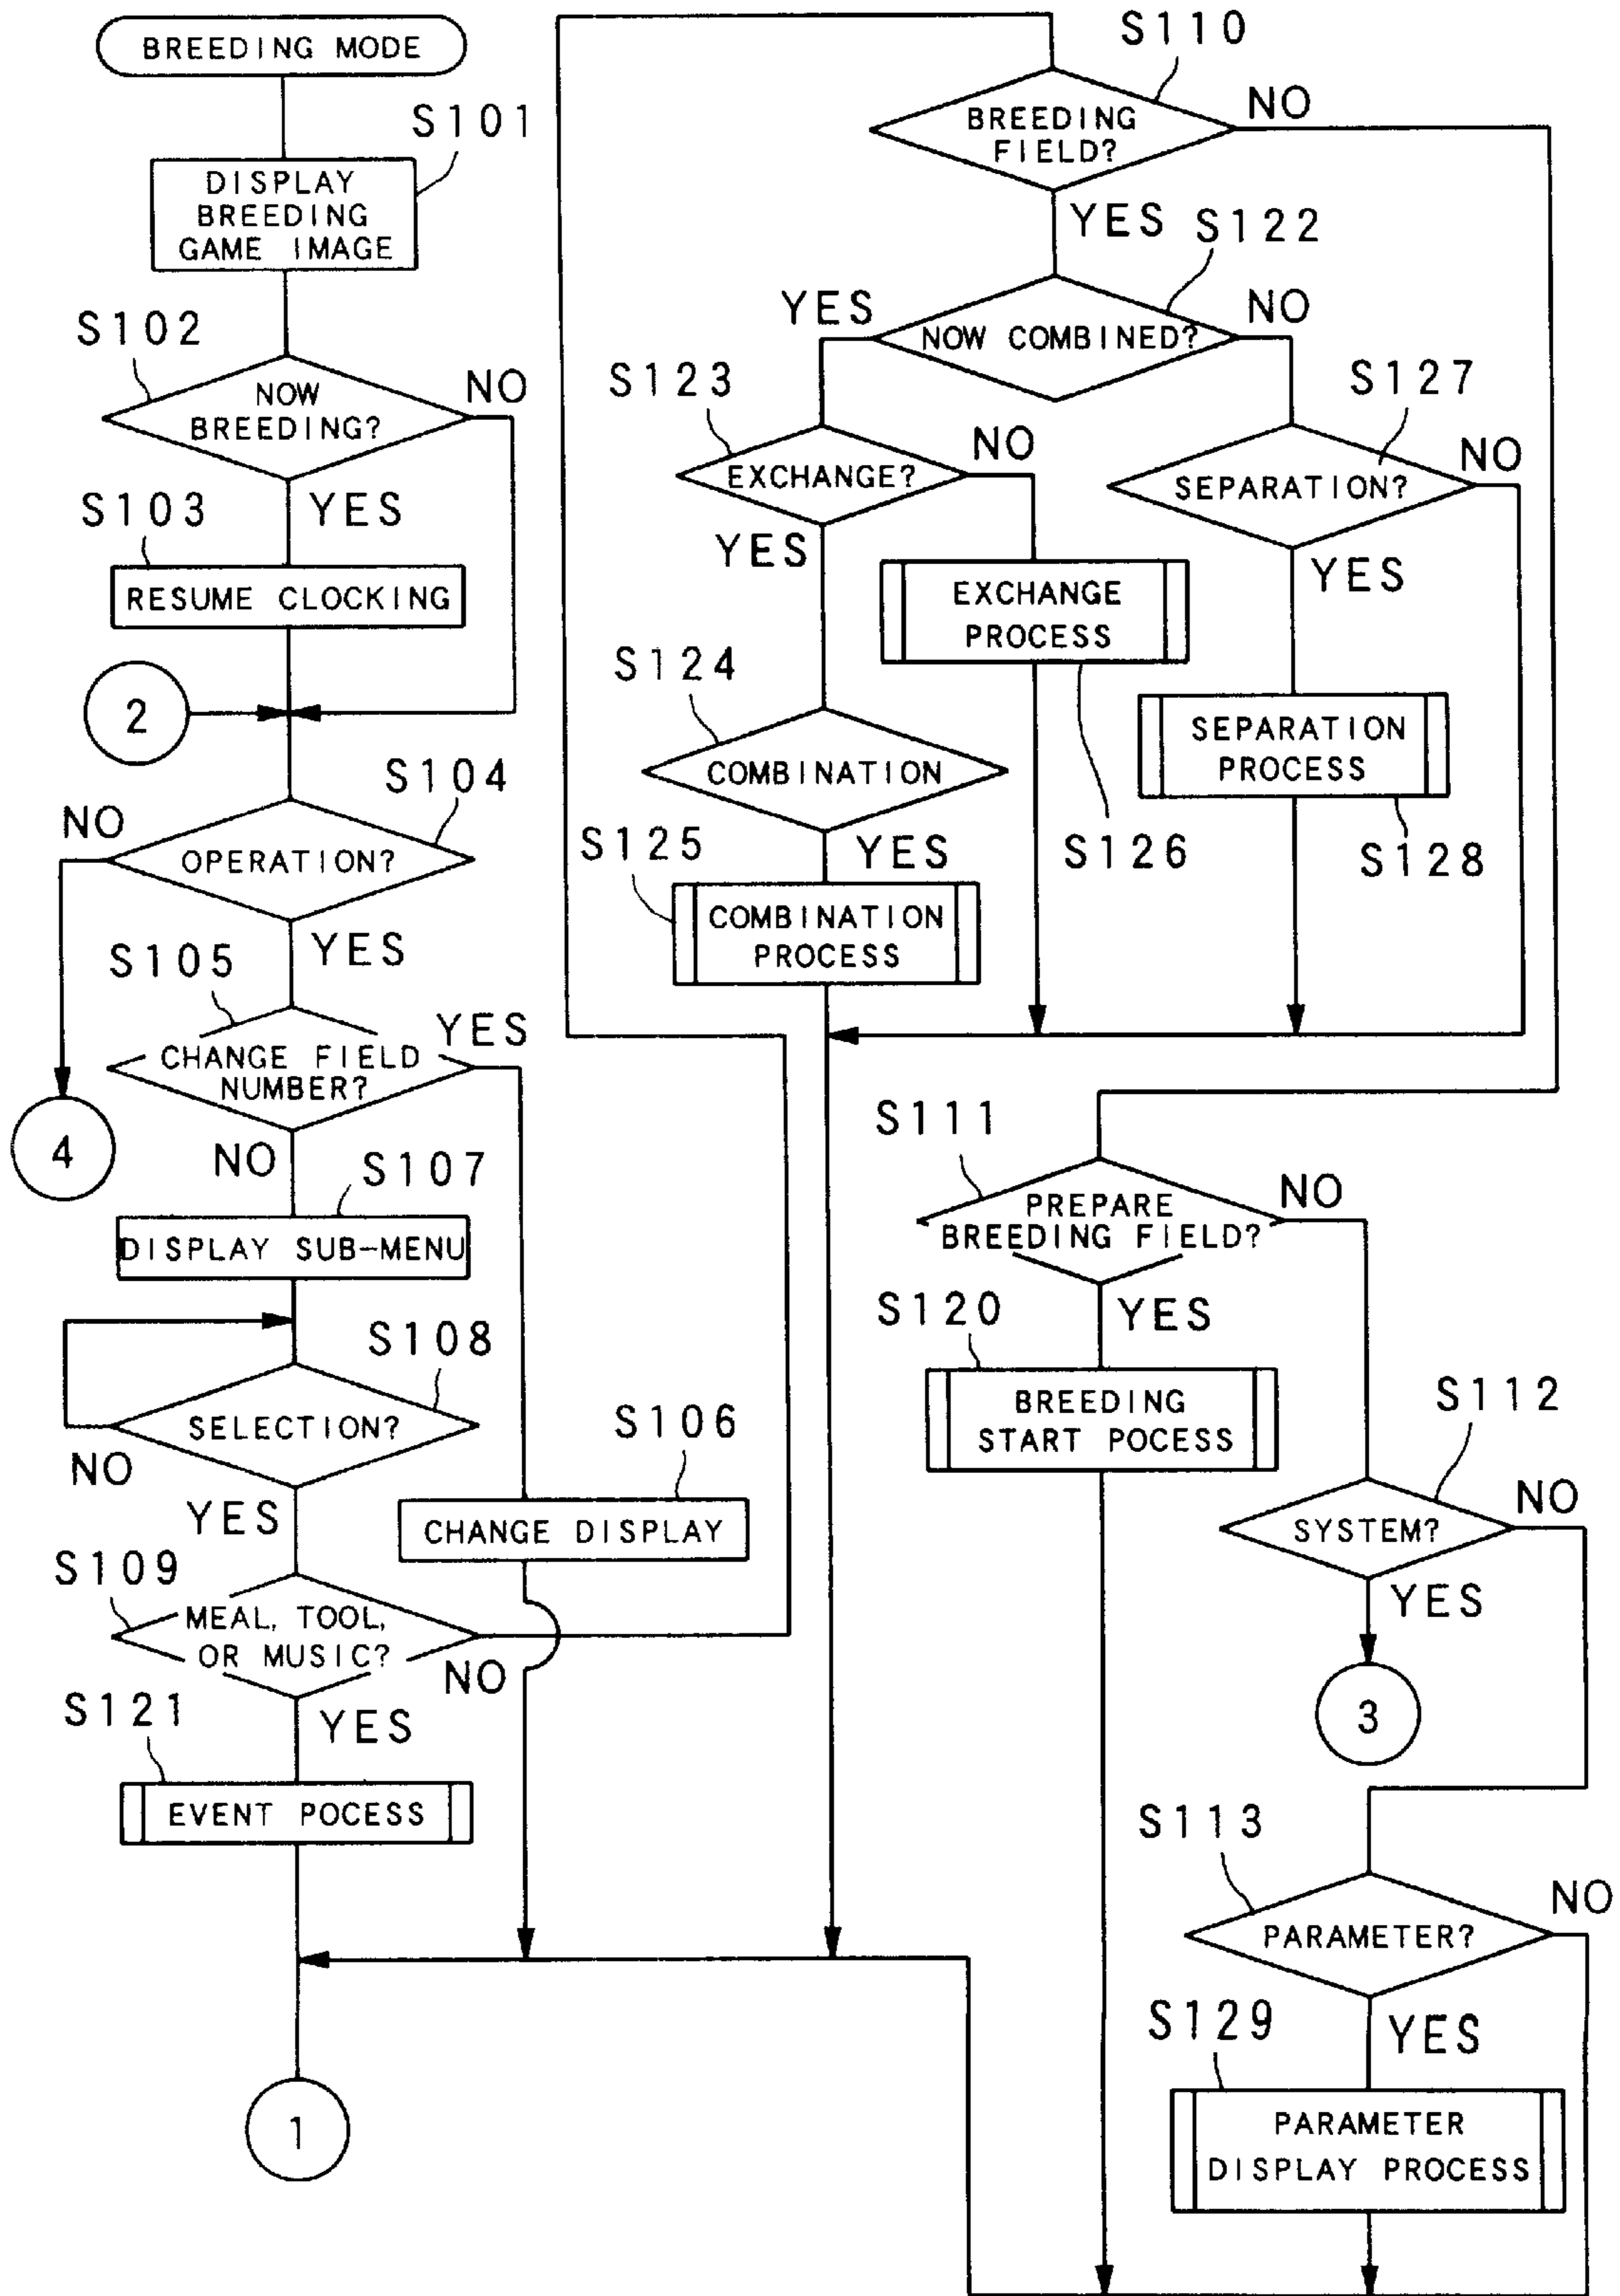 BREEDING MODE
S101
DISPLAY
BREEDING
GAME IMAGE
S102
NOW
BREEDING?
NO
YES
S103
RESUME CLOCKING
2
S104
NO
OPERATION?
YES
S105
CHANGE FIELD
NUMBER?
YES
4
NO
S107
DISPLAY SUB-MENU
S108
SELECTION?
NO
YES
S106
CHANGE DISPLAY
S109
MEAL, TOOL,
OR MUSIC?
NO
YES
S121
EVENT POCESS
1
S110
BREEDING
FIELD?
NO
YES
S122
YES
NOW COMBINED?
NO
S123
EXCHANGE?
NO
YES
S127
SEPARATION?
NO
YES
EXCHANGE
PROCESS
S126
SEPARATION
PROCESS
S128
S124
COMBINATION
YES
S125
COMBINATION
PROCESS
S111
PREPARE
BREEDING FIELD?
NO
YES
S120
BREEDING
START POCESS
S112
SYSTEM?
NO
YES
3
S113
PARAMETER?
NO
YES
S129
PARAMETER
DISPLAY PROCESS